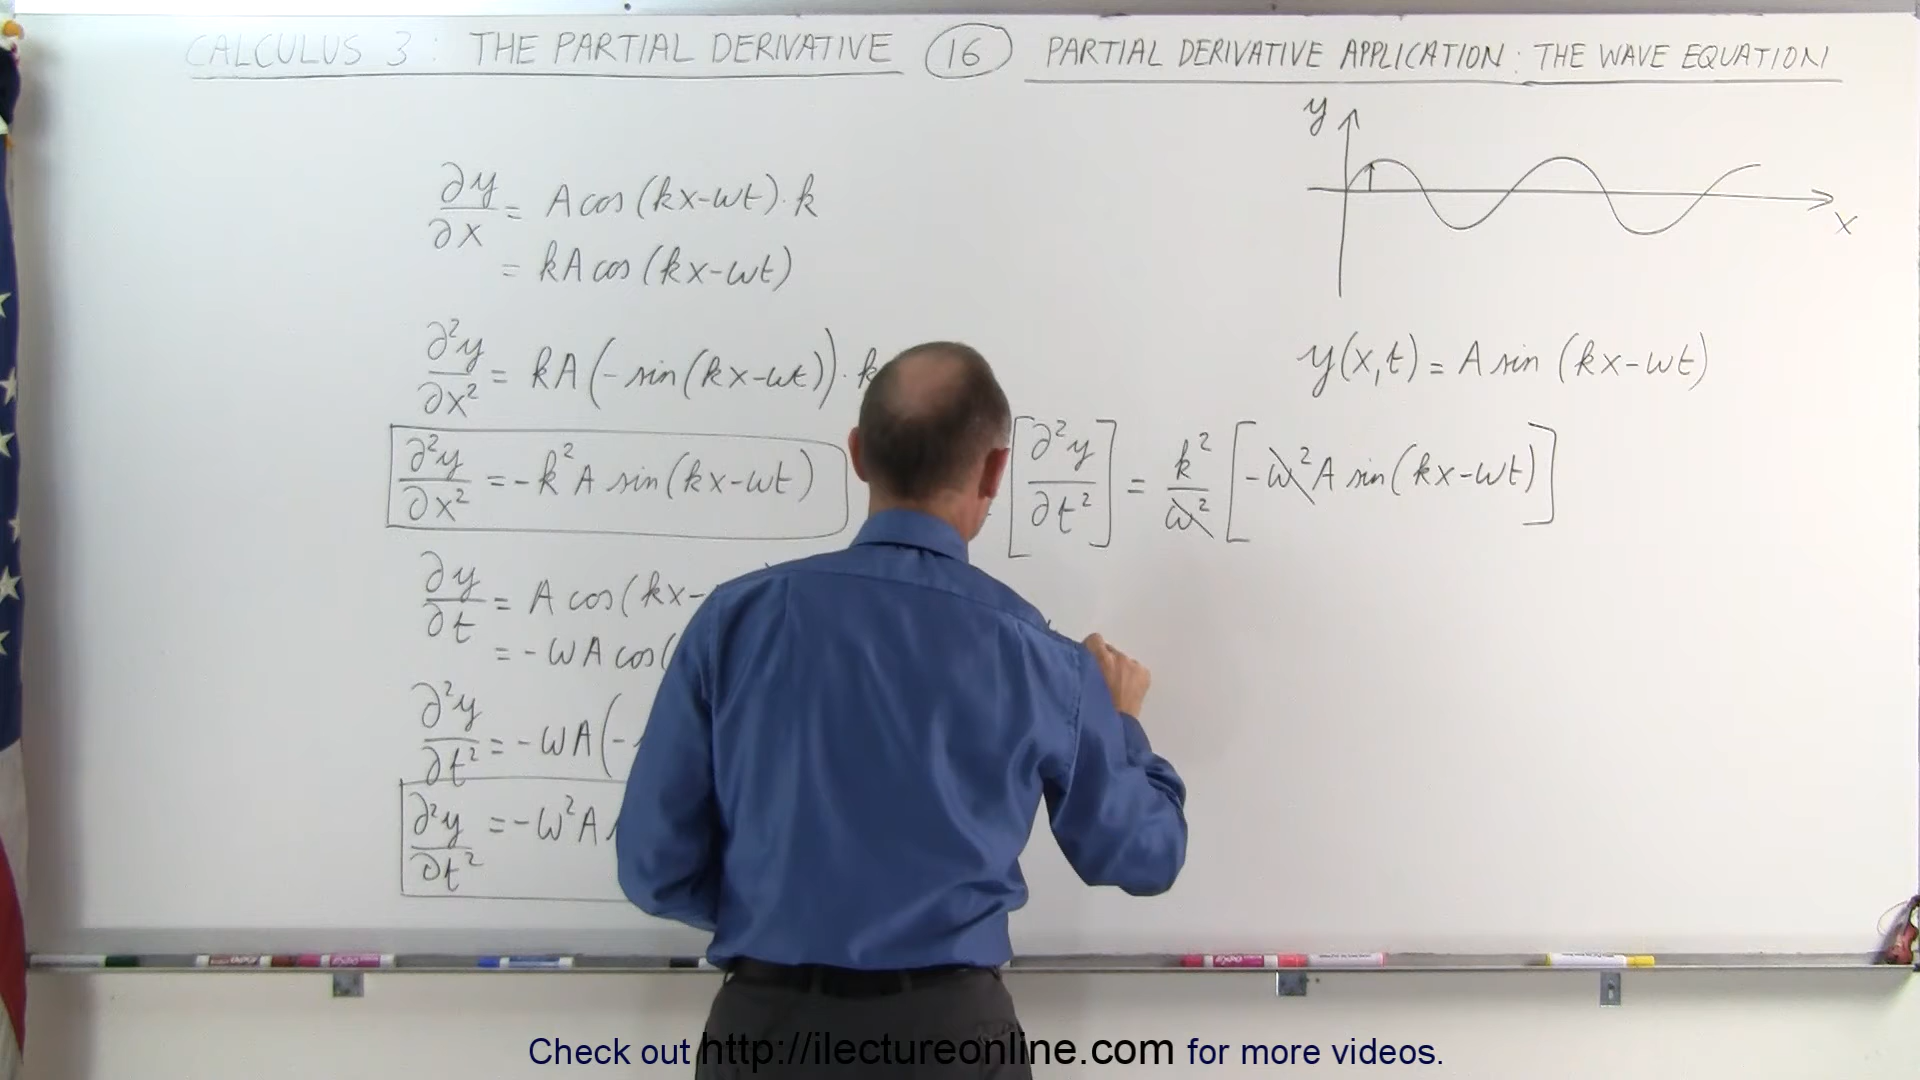 CALCULUS 3: THE PARTIAL DERIVATIVE (16) PARTIAL DERIVATIVE APPLICATION: THE WAVE EQUATION
y
x
∂y/∂x = A cos(kx-ωt)·k
= kA cos(kx-ωt)
∂²y/∂x² = kA(-sin(kx-ωt))·k
y(x,t) = A sin (kx-ωt)
∂²y/∂x² = -k²A sin(kx-ωt)
[∂²y/∂t²] = k²/ω² [-ω²A sin(kx-ωt)]
∂y/∂t = A cos(kx-
= -ωA cos(
∂²y/∂t² = -ωA(-
∂²y/∂t² = -ω²A
Check out http://ilectureonline.com for more videos.